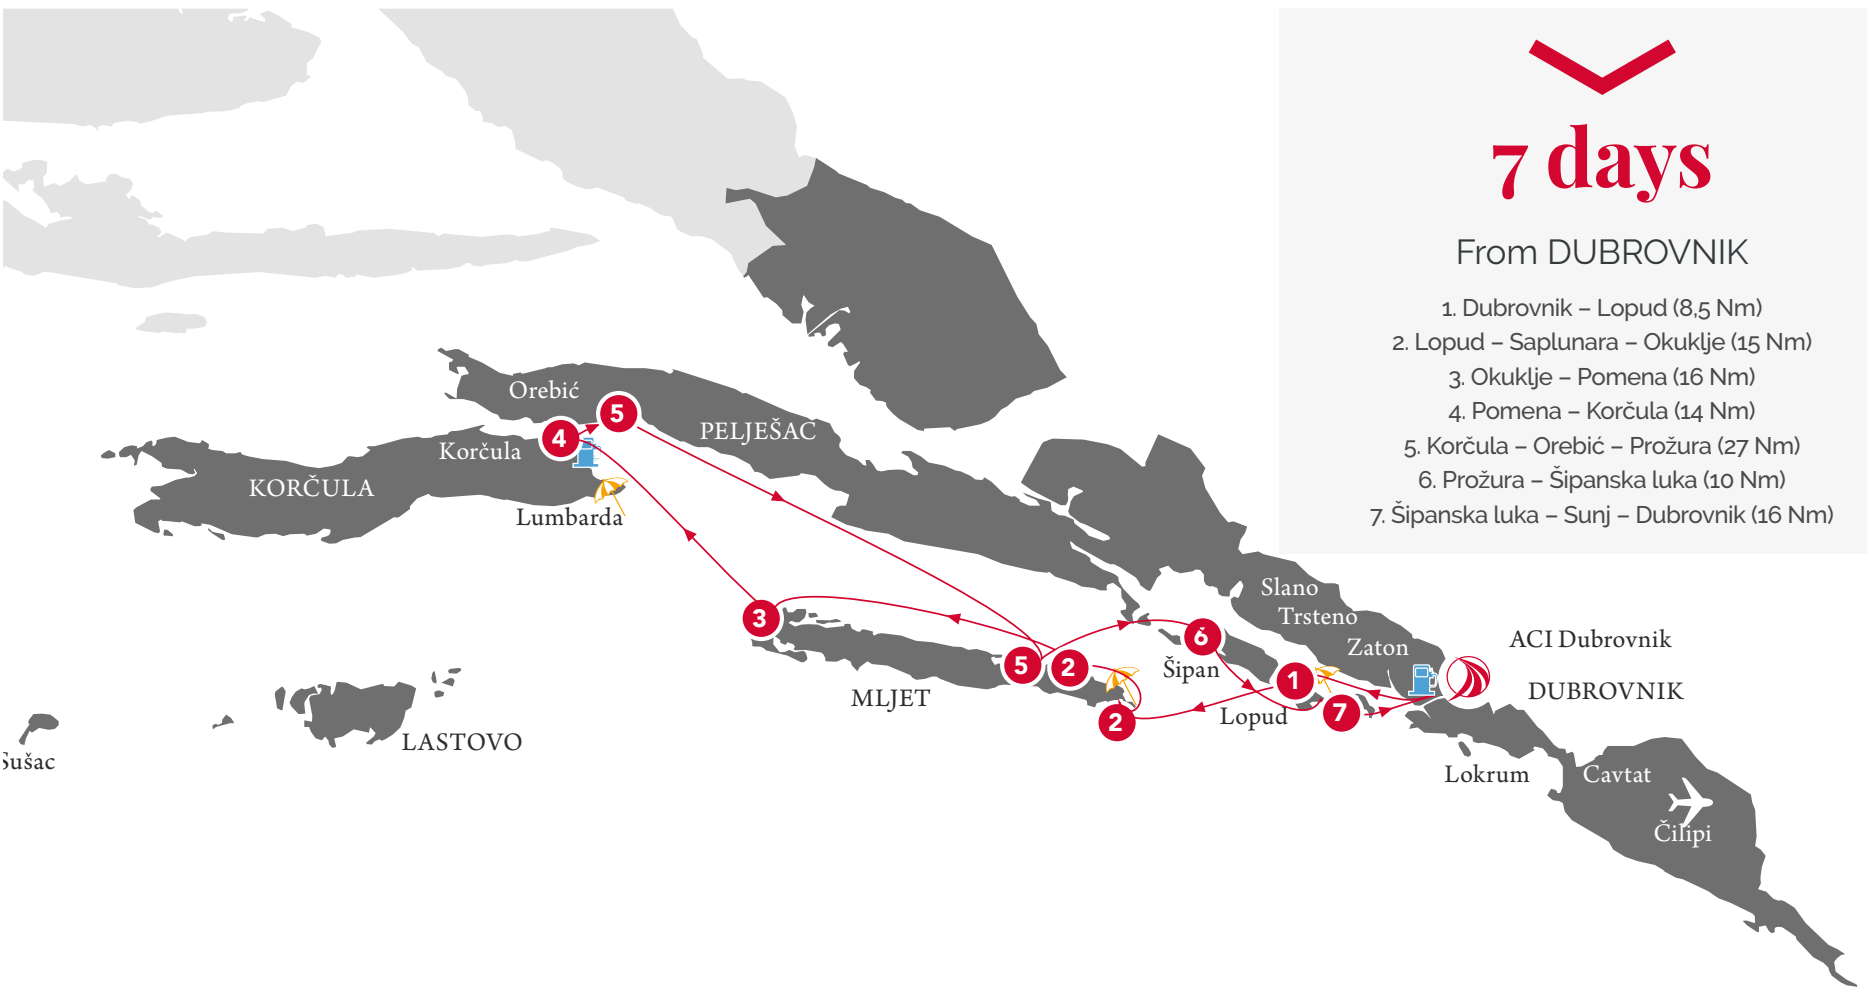 7 days
From DUBROVNIK
1. Dubrovnik – Lopud (8,5 Nm)
2. Lopud – Saplunara – Okuklje (15 Nm)
3. Okuklje – Pomena (16 Nm)
4. Pomena – Korčula (14 Nm)
5. Korčula – Orebić – Prožura (27 Nm)
6. Prožura – Šipanska luka (10 Nm)
7. Šipanska luka – Sunj – Dubrovnik (16 Nm)
Orebić
5
4
PELJEŠAC
Korčula
KORČULA
Lumbarda
Slano
Trsteno
3
Zaton
6
ACI Dubrovnik
5
2
Šipan
1
MLJET
DUBROVNIK
2
Lopud
7
LASTOVO
Sušac
Lokrum
Cavtat
Čilipi